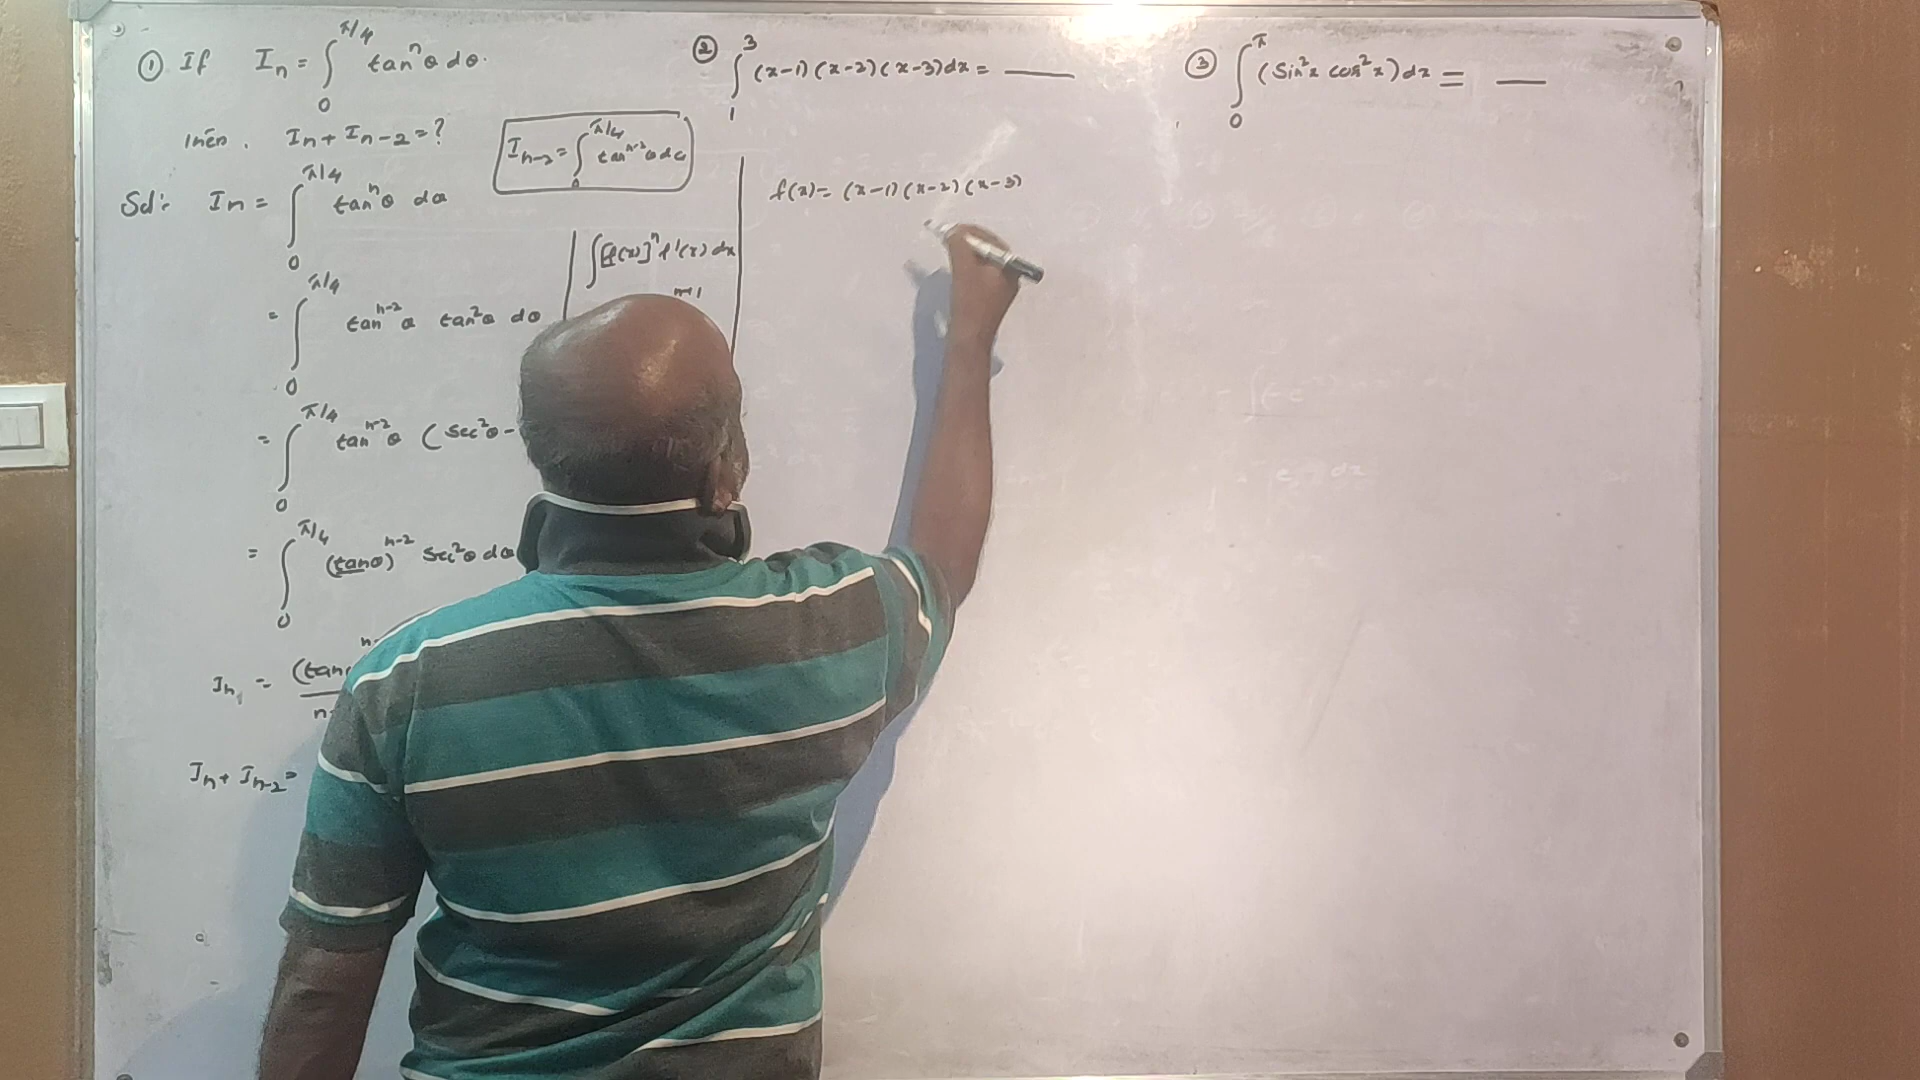 ① If Iₙ = ∫₀^(π/4) tanⁿθ dθ.
then, Iₙ + Iₙ₋₂ = ?
Iₙ₋₂ = ∫₀^(π/4) tanⁿ⁻²θ dθ
Sol: Iₙ = ∫₀^(π/4) tanⁿθ dθ
= ∫₀^(π/4) tanⁿ⁻²θ tan²θ dθ
= ∫₀^(π/4) tanⁿ⁻²θ (sec²θ -
= ∫₀^(π/4) (tanθ)ⁿ⁻² sec²θ dθ
Iₙ = (tan
n-
Iₙ + Iₙ₋₂ =
∫[f(x)]ⁿ f'(x) dx
n+1
② ∫₁³ (x-1)(x-2)(x-3)dx = ____
f(x) = (x-1)(x-2)(x-3)
③ ∫₀^π (sin²x cos²x)dx = ___